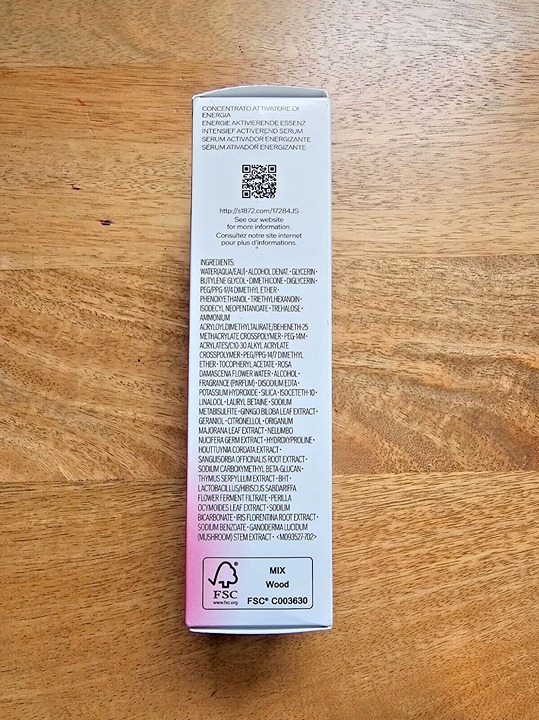 CONCENTRATO ATTIVATORE DI
ENERGIA
ENERGIE AKTIVIERENDE ESSENZ
INTENSIEF ACTIVEREND SERUM
SERUM ACTIVADOR ENERGIZANTE
SÉRUM ATIVADOR ENERGIZANTE
http://s1872.com/17284JS
See our website
for more information.
Consultez notre site internet
pour plus d'informations.
INGREDIENTS:
WATER(AQUA/EAU)・ALCOHOL DENAT.・GLYCERIN・
BUTYLENE GLYCOL・DIMETHICONE・DIGLYCERIN・
PEG/PPG-17/4 DIMETHYL ETHER・
PHENOXYETHANOL・TRIETHYLHEXANOIN・
ISODECYL NEOPENTANOATE・TREHALOSE・
AMMONIUM
ACRYLOYLDIMETHYLTAURATE/BEHENETH-25
METHACRYLATE CROSSPOLYMER・PEG-14M・
ACRYLATES/C10-30 ALKYL ACRYLATE
CROSSPOLYMER・PEG/PPG-14/7 DIMETHYL
ETHER・TOCOPHERYL ACETATE・ROSA
DAMASCENA FLOWER WATER・ALCOHOL・
FRAGRANCE (PARFUM)・DISODIUM EDTA・
POTASSIUM HYDROXIDE・SILICA・ISOCETETH-10・
LINALOOL・LAURYL BETAINE・SODIUM
METABISULFITE・GINKGO BILOBA LEAF EXTRACT・
GERANIOL・CITRONELLOL・ORIGANUM
MAJORANA LEAF EXTRACT・NELUMBO
NUCIFERA GERM EXTRACT・HYDROXYPROLINE・
HOUTTUYNIA CORDATA EXTRACT・
SANGUISORBA OFFICINALIS ROOT EXTRACT・
SODIUM CARBOXYMETHYL BETA-GLUCAN・
THYMUS SERPYLLUM EXTRACT・BHT・
LACTOBACILLUS/HIBISCUS SABDARIFFA
FLOWER FERMENT FILTRATE・PERILLA
OCYMOIDES LEAF EXTRACT・SODIUM
BICARBONATE・IRIS FLORENTINA ROOT EXTRACT・
SODIUM BENZOATE・GANODERMA LUCIDUM
(MUSHROOM) STEM EXTRACT・<M093527-702>
FSC
www.fsc.org
MIX
Wood
FSC® C003630